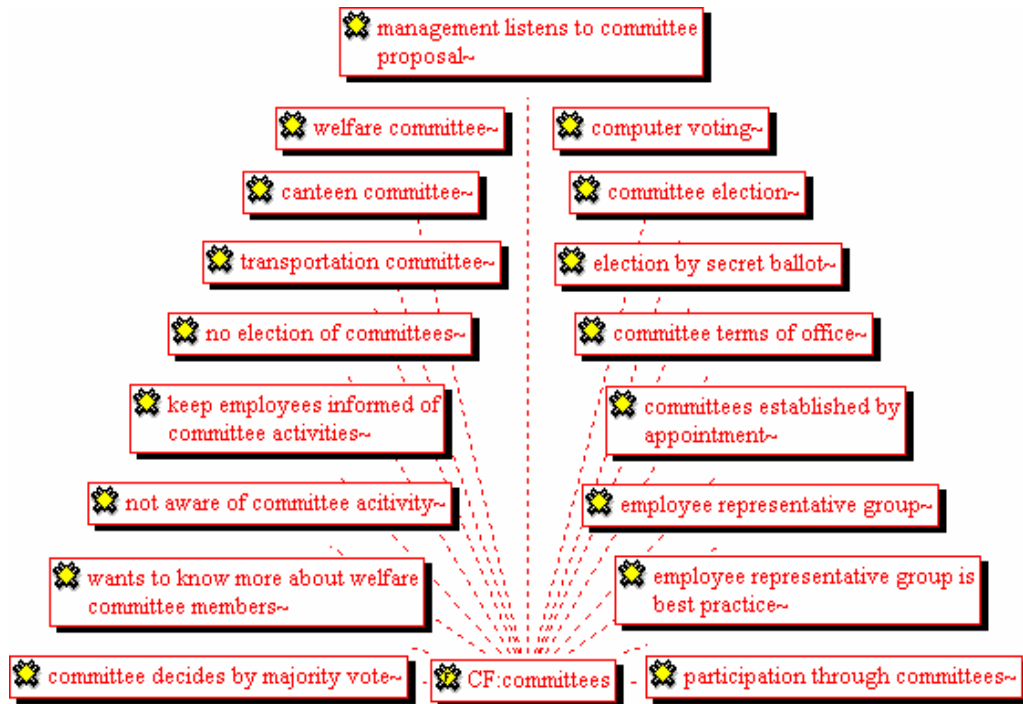 management listens to committee
proposal~
welfare committee~
computer voting~
canteen committee~
committee election~
transportation committee~
election by secret ballot~
no election of committees~
committee terms of office~
keep employees informed of
committee activities~
committees established by
appointment~
not aware of committee acitivity~
employee representative group~
wants to know more about welfare
committee members~
employee representative group is
best practice~
committee decides by majority vote~
CF:committees
participation through committees~